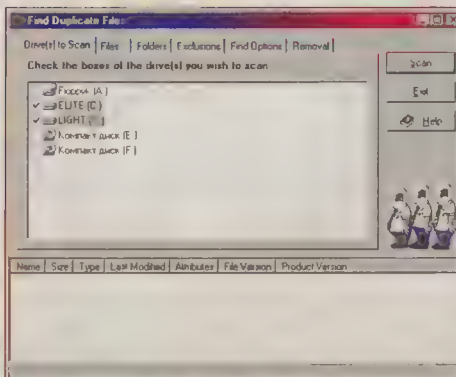 Find Duplicate Files
Drive(s) to Scan Files Folders Exclusions Find Options Removal
Check the boxes of the drive(s) you wish to scan
Scan
Exit
Help
(A )
ELITE (C )
LIGHT
Компакт диск (E )
Компакт диск (F )
Name Size Type Last Modified Attributes File Version Product Version